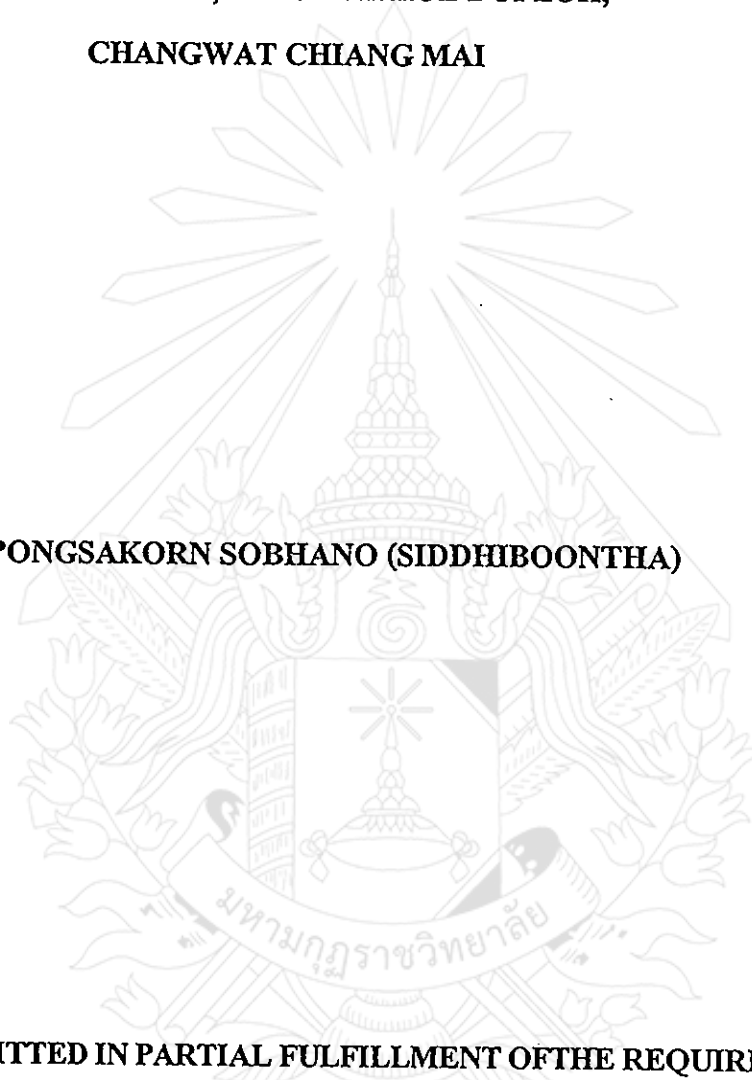 CHANGWAT CHIANG MAI
PONGSAKORN SOBHANO (SIDDHIBOONTHA)
มหามกุฏราชวิทยาลัย
ITTED IN PARTIAL FULFILLMENT OFTHE REQUIRE